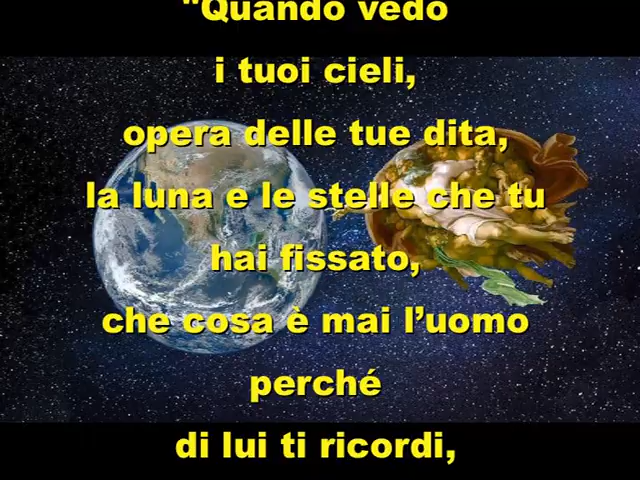 "Quando vedo
i tuoi cieli,
opera delle tue dita,
la luna e le stelle che tu
hai fissato,
che cosa è mai l’uomo
perché
di lui ti ricordi,